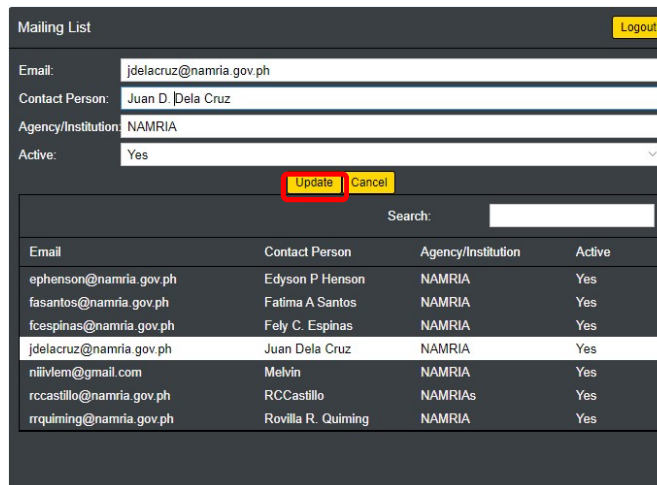 Mailing List Logout
Email: jdelacruz@namria.gov.ph
Contact Person: Juan D. Dela Cruz
Agency/Institution: NAMRIA
Active: Yes
Update Cancel
Search:
Email Contact Person Agency/Institution Active
ephenson@namria.gov.ph Edyson P Henson NAMRIA Yes
fasantos@namria.gov.ph Fatima A Santos NAMRIA Yes
fcespinas@namria.gov.ph Fely C. Espinas NAMRIA Yes
jdelacruz@namria.gov.ph Juan Dela Cruz NAMRIA Yes
niiivlem@gmail.com Melvin NAMRIA Yes
rccastillo@namria.gov.ph RCCastillo NAMRIAs Yes
rrquiming@namria.gov.ph Rovilla R. Quiming NAMRIA Yes